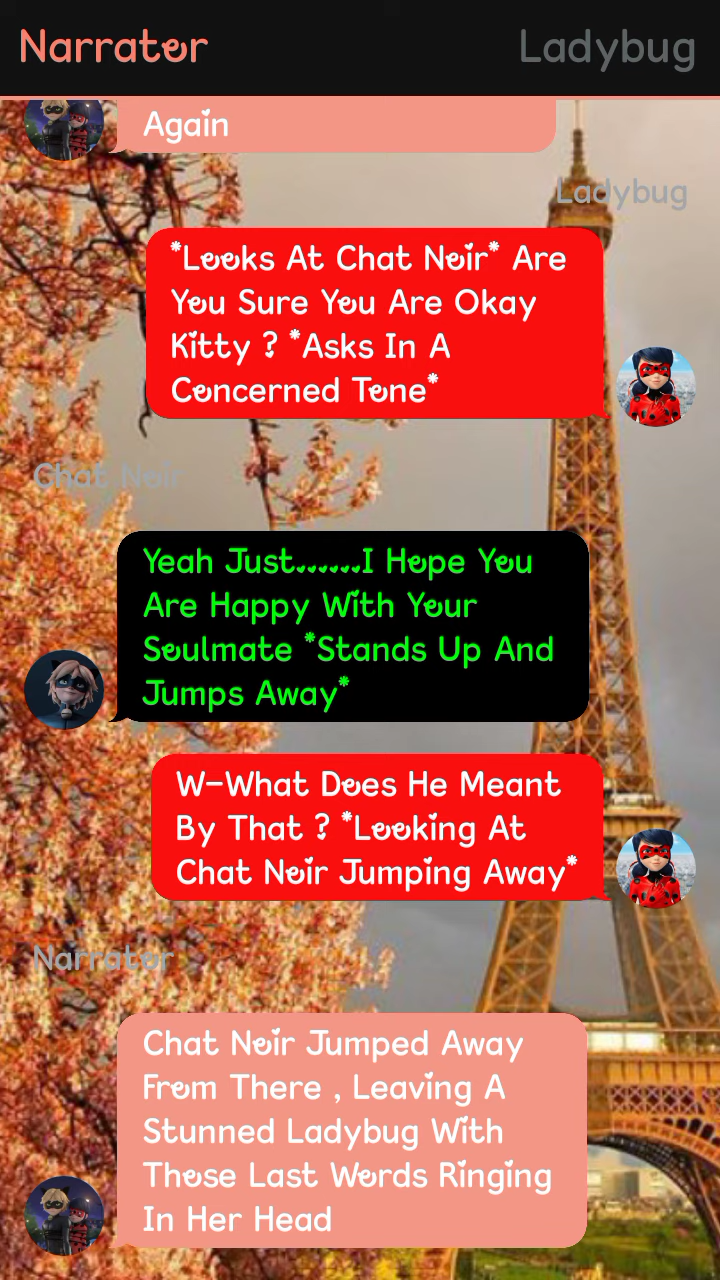 Narrator Ladybug
Again
Ladybug
*Looks At Chat Noir* Are
You Sure You Are Okay
Kitty ? *Asks In A
Concerned Tone*
Chat Noir
Yeah Just......I Hope You
Are Happy With Your
Soulmate *Stands Up And
Jumps Away*
W-What Does He Meant
By That ? *Looking At
Chat Noir Jumping Away*
Narrator
Chat Noir Jumped Away
From There , Leaving A
Stunned Ladybug With
Those Last Words Ringing
In Her Head